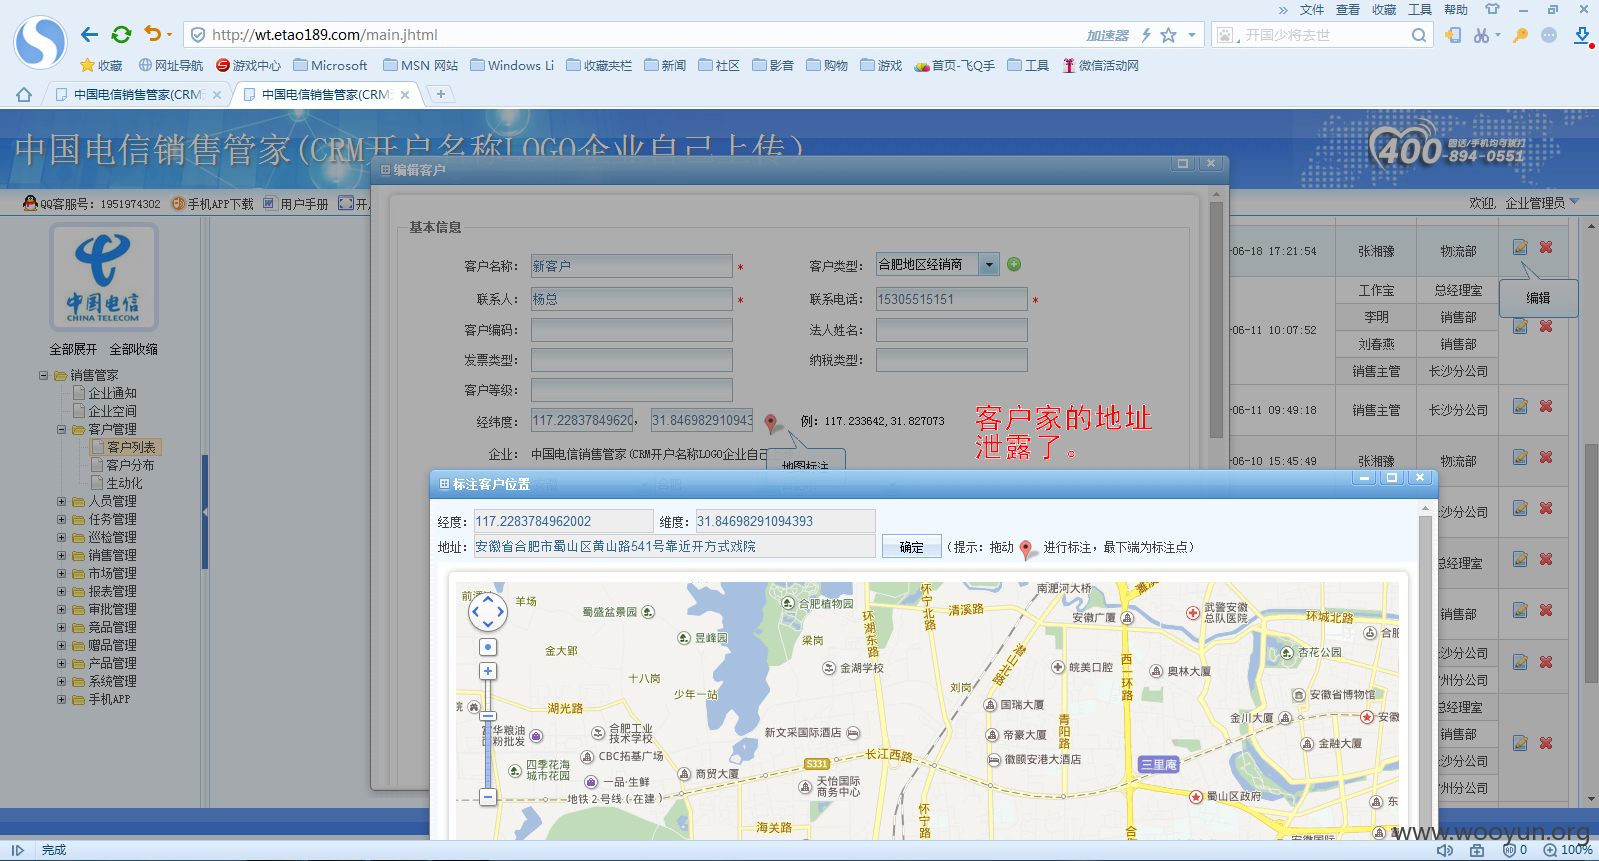 » 文件 查看 收藏 工具 帮助
http://wt.etao189.com/main.jhtml
加速器
开国少将去世
收藏 网址导航 游戏中心 Microsoft MSN 网站 Windows Li 收藏夹栏 新闻 社区 影音 购物 游戏 首页-飞Q手 工具 微信活动网
中国电信销售管家(CRM
中国电信销售管家(CRM
中国电信销售管家(CRM开户名称LOGO企业自己上传)
400 固话/手机均可拨打
-894-0551
QQ客服号: 1951974302 手机APP下载 用户手册 开
欢迎, 企业管理员
中国电信
CHINA TELECOM
全部展开 全部收缩
销售管家
企业通知
企业空间
客户管理
客户列表
客户分布
生动化
人员管理
任务管理
巡检管理
销售管理
市场管理
报表管理
审批管理
竞品管理
赠品管理
产品管理
系统管理
手机APP
编辑客户
基本信息
客户名称: 新客户 *
客户类型: 合肥地区经销商
联系人: 杨总 *
联系电话: 15305515151 *
客户编码:
法人姓名:
发票类型:
纳税类型:
客户等级:
经纬度: 117.22837849620, 31.846982910943 例: 117.233642,31.827073
企业: 中国电信销售管家(CRM开户名称LOGO企业自己
地图标注
客户家的地址
泄露了。
-06-18 17:21:54 张湘豫 物流部
编辑
工作宝 总经理室
-06-11 10:07:52 李明 销售部
刘春燕 销售部
销售主管 长沙分公司
-06-11 09:49:18 销售主管 长沙分公司
-06-10 15:45:49 张湘豫 物流部
沙分公司
总经理室
销售部
沙分公司
州分公司
总经理室
销售部
沙分公司
沙分公司
标注客户位置
经度: 117.2283784962002 维度: 31.84698291094393
地址: 安徽省合肥市蜀山区黄山路541号靠近开方式戏院 确定 (提示: 拖动 进行标注, 最下端为标注点)
羊场
蜀盛盆景园
合肥植物园
怀宁北路
清溪路
南淝河大桥
安徽广厦
武警安徽
总队医院
环城北路
昱峰园
梁岗
环湖东路
金大郢
金湖学校
潜山北路
皖美口腔
西一环路
奥林大厦
杏花公园
十八岗
少年一站
刘岗
安徽省博物馆
湖光路
国瑞大厦
金川大厦
合肥工业
技术学校
新文采国际酒店
帝豪大厦
青阳路
金融大厦
CBC拓基广场
长江西路
徽颐安港大酒店
四季花海
城市花园
S331
三里庵
商贸大厦
一品·生鲜
天怡国际
商务中心
地铁2号线(在建)
蜀山区政府
怀宁路
海关路
www.wooyun.org
完成
0
100%